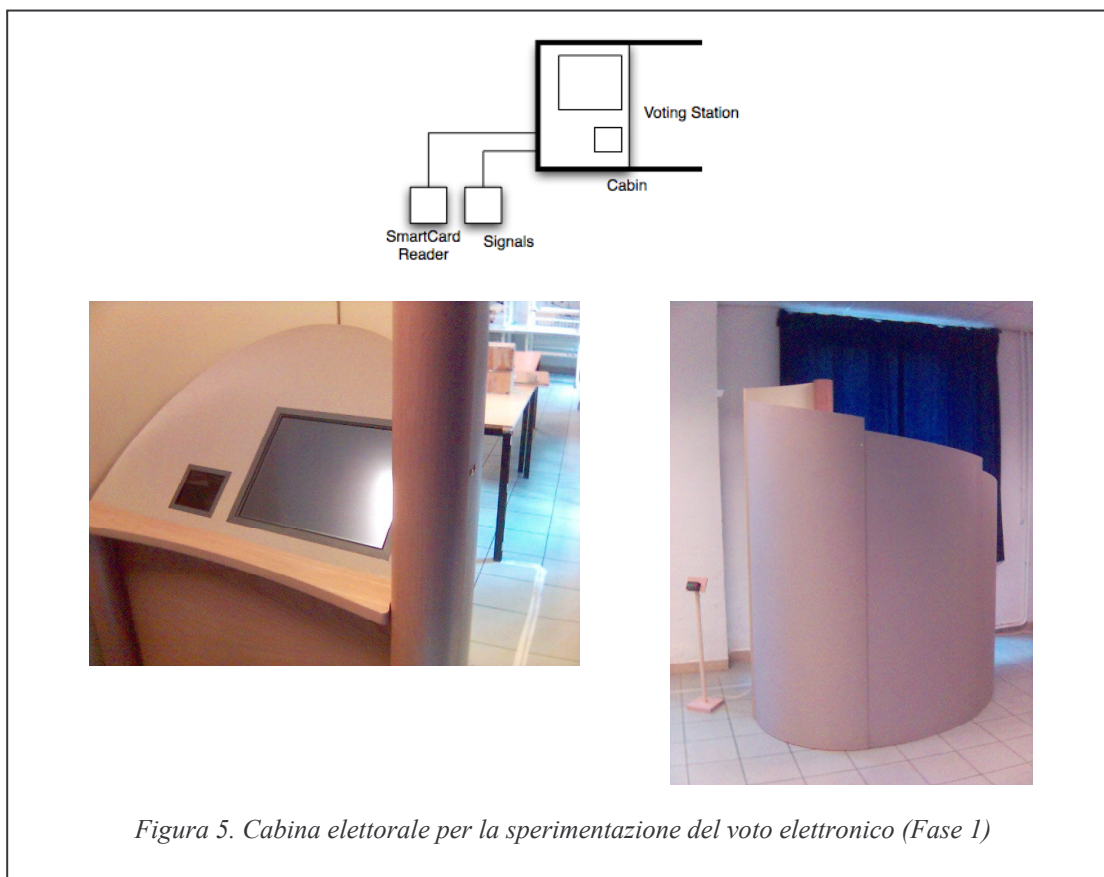 Voting Station
Cabin
SmartCard
Reader
Signals
Figura 5. Cabina elettorale per la sperimentazione del voto elettronico (Fase 1)